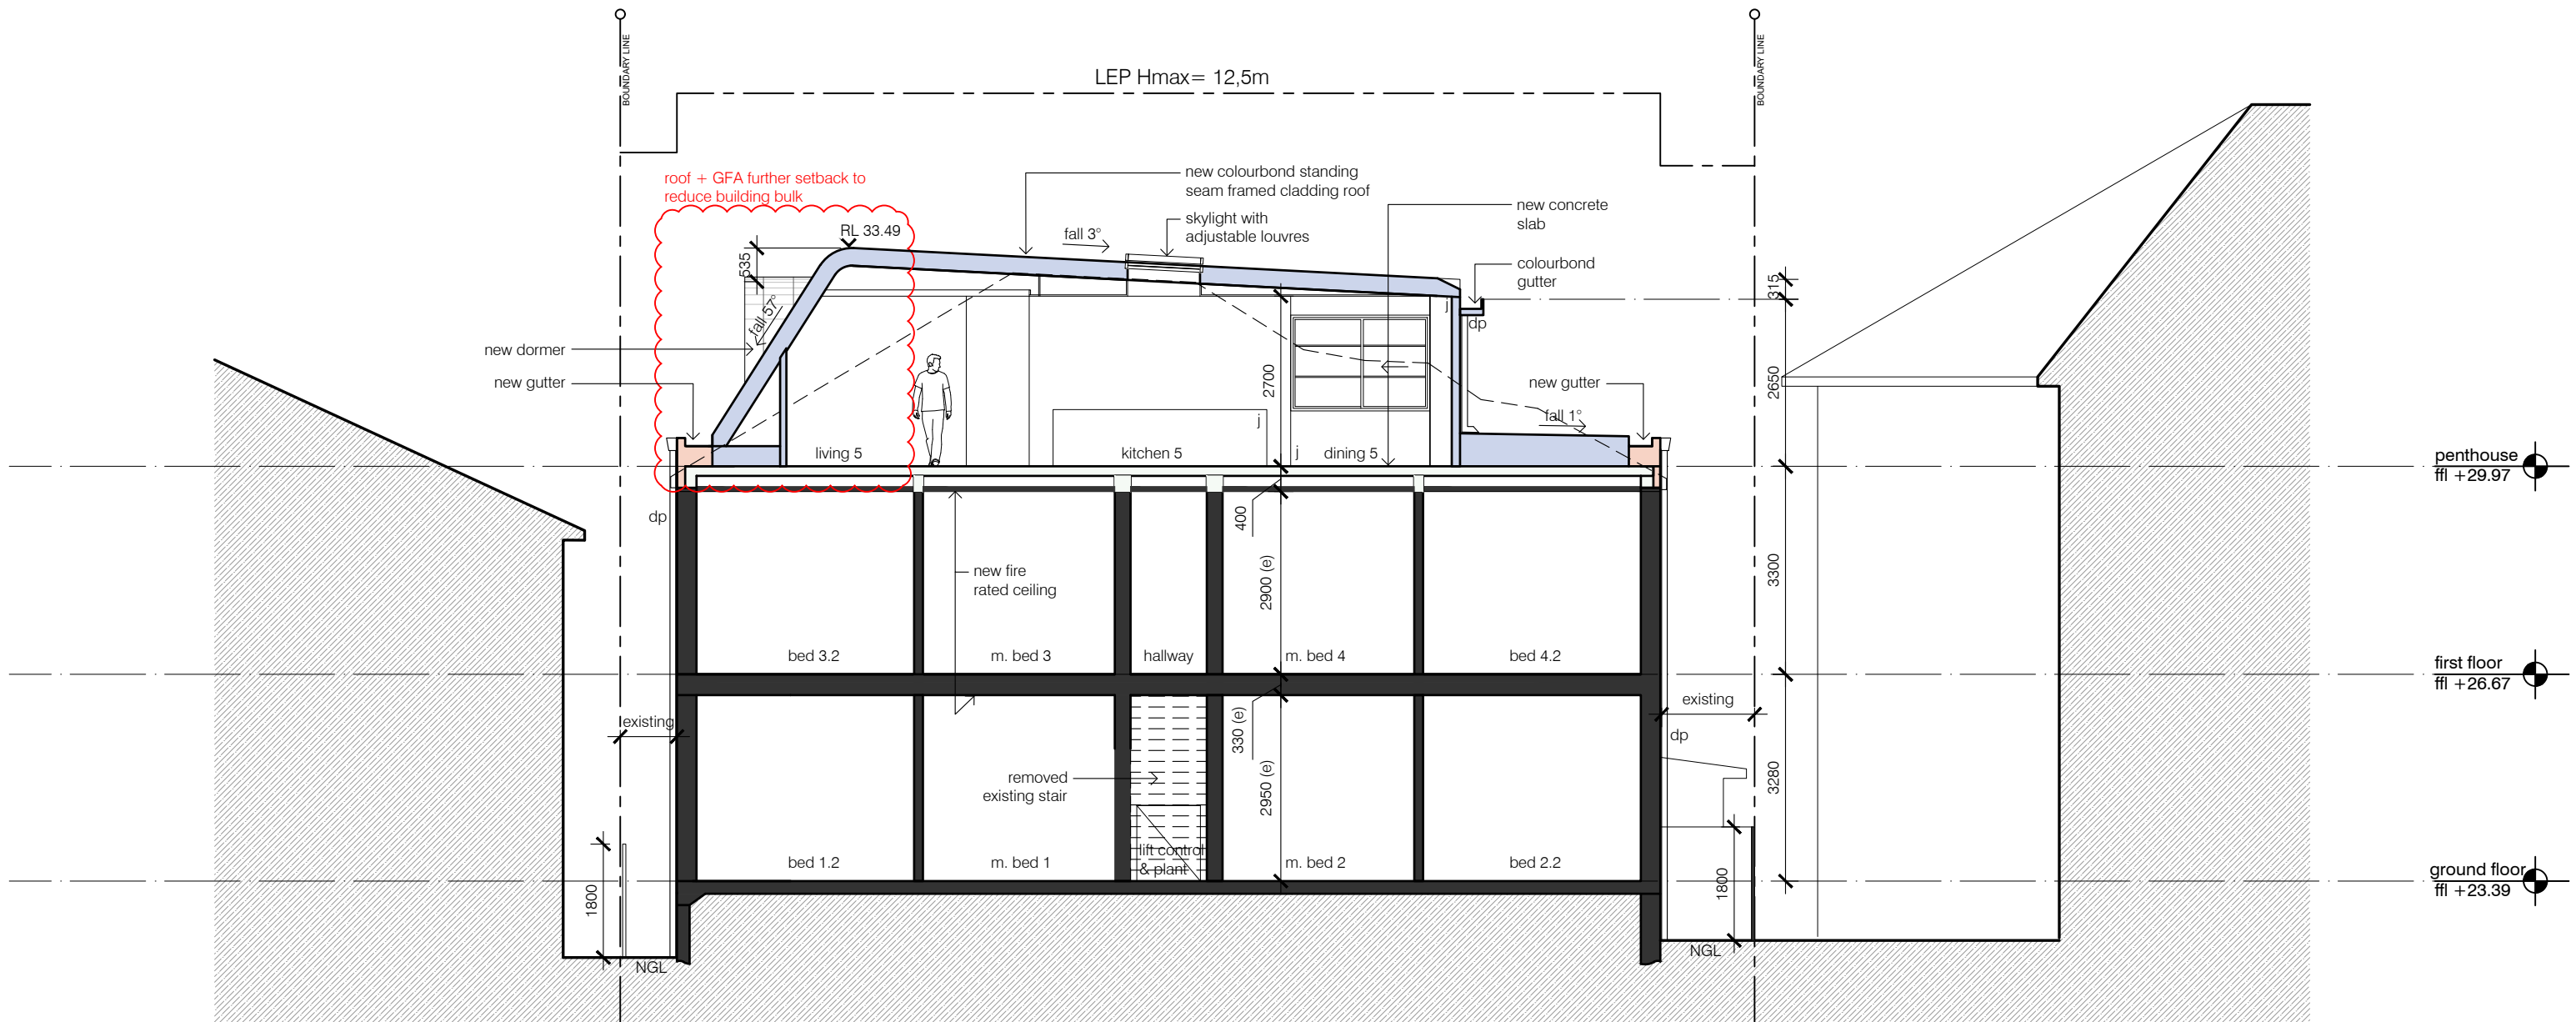 BOUNDARY LINE
BOUNDARY LINE
LEP Hmax= 12,5m
roof + GFA further setback to
reduce building bulk
new colourbond standing
seam framed cladding roof
skylight with
adjustable louvres
new concrete
slab
colourbond
gutter
RL 33.49
fall 3°
535
fall 57°
315
dp
j
new dormer
new gutter
new gutter
fall 1°
2700
2650
j
j
living 5
kitchen 5
dining 5
penthouse
ffl +29.97
dp
400
new fire
rated ceiling
2900 (e)
3300
bed 3.2
m. bed 3
hallway
m. bed 4
bed 4.2
first floor
ffl +26.67
existing
existing
330 (e)
dp
removed
existing stair
2950 (e)
3280
bed 1.2
m. bed 1
lift control
& plant
m. bed 2
bed 2.2
ground floor
ffl +23.39
1800
1800
NGL
NGL